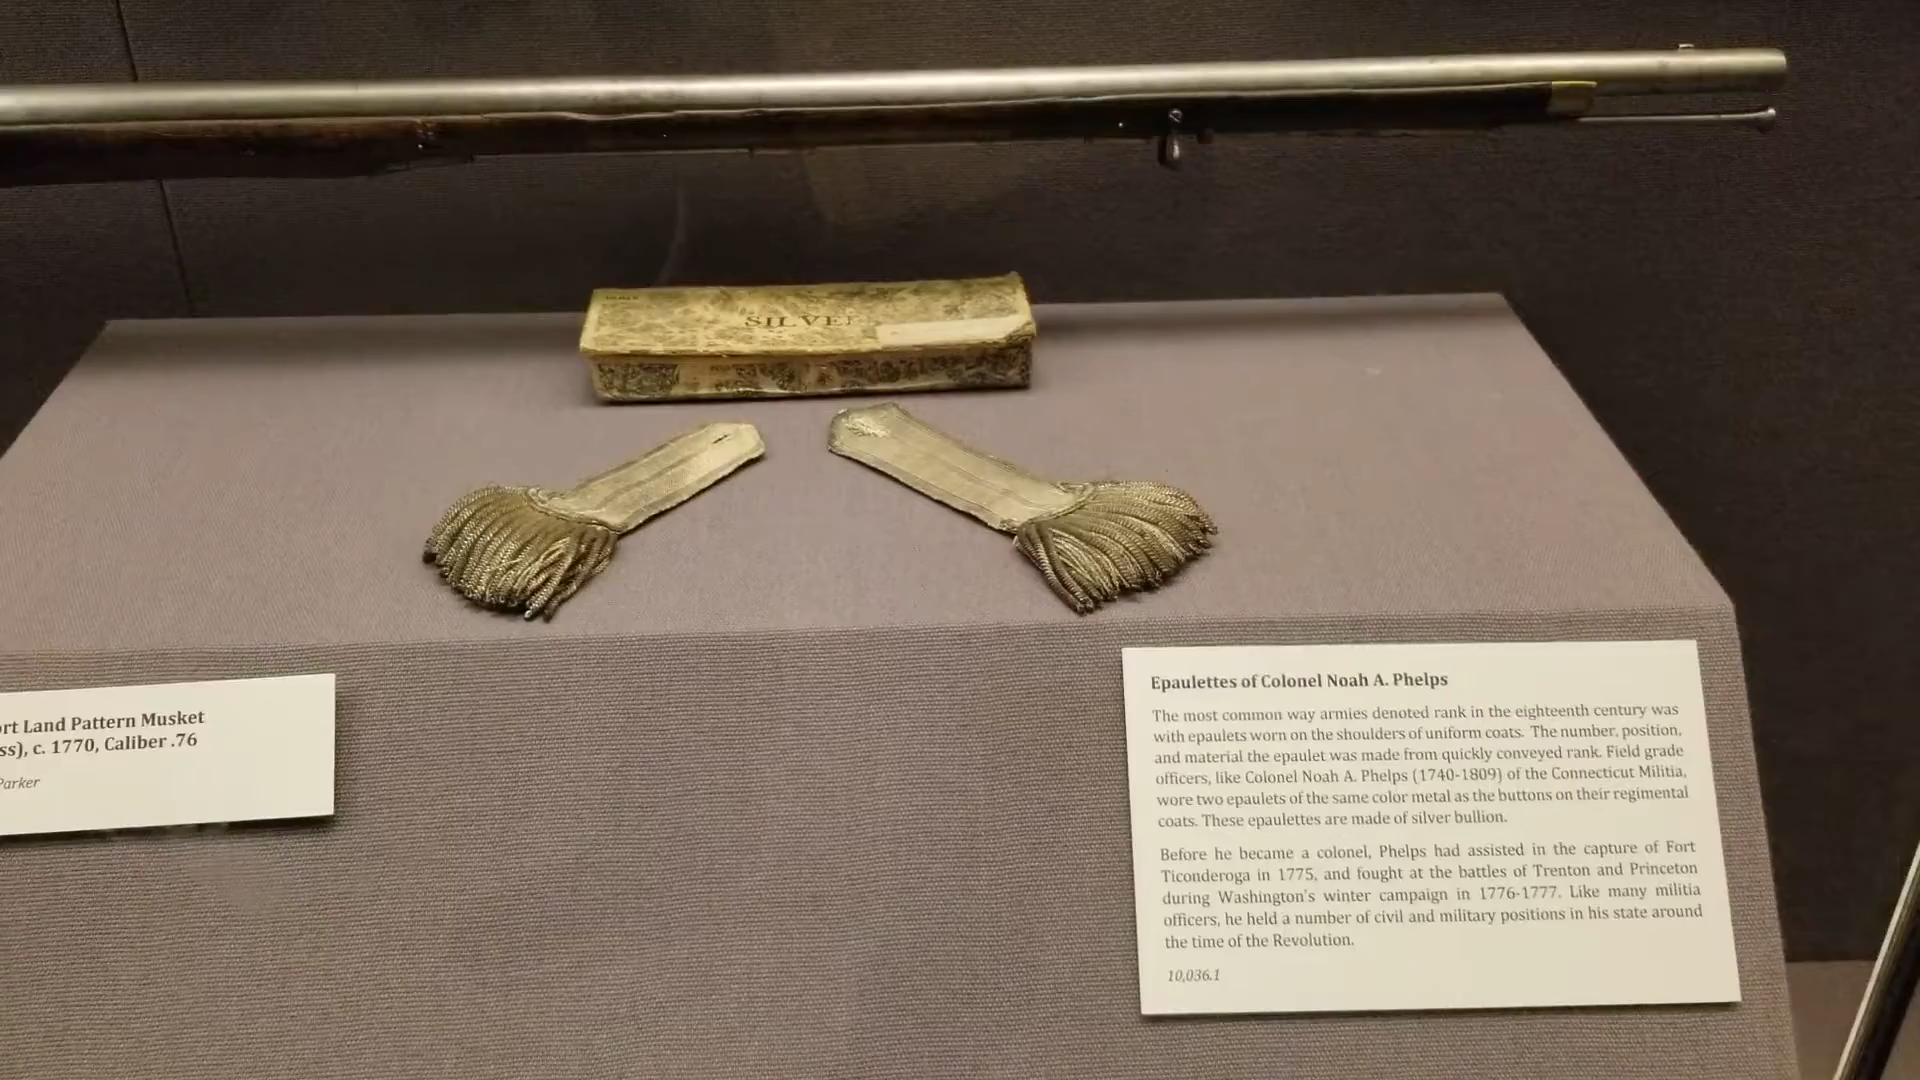 SILVE
ort Land Pattern Musket
ss), c. 1770, Caliber .76
Parker
Epaulettes of Colonel Noah A. Phelps
The most common way armies denoted rank in the eighteenth century was
with epaulets worn on the shoulders of uniform coats. The number, position,
and material the epaulet was made from quickly conveyed rank. Field grade
officers, like Colonel Noah A. Phelps (1740-1809) of the Connecticut Militia,
wore two epaulets of the same color metal as the buttons on their regimental
coats. These epaulettes are made of silver bullion.
Before he became a colonel, Phelps had assisted in the capture of Fort
Ticonderoga in 1775, and fought at the battles of Trenton and Princeton
during Washington's winter campaign in 1776-1777. Like many militia
officers, he held a number of civil and military positions in his state around
the time of the Revolution.
10,036.1